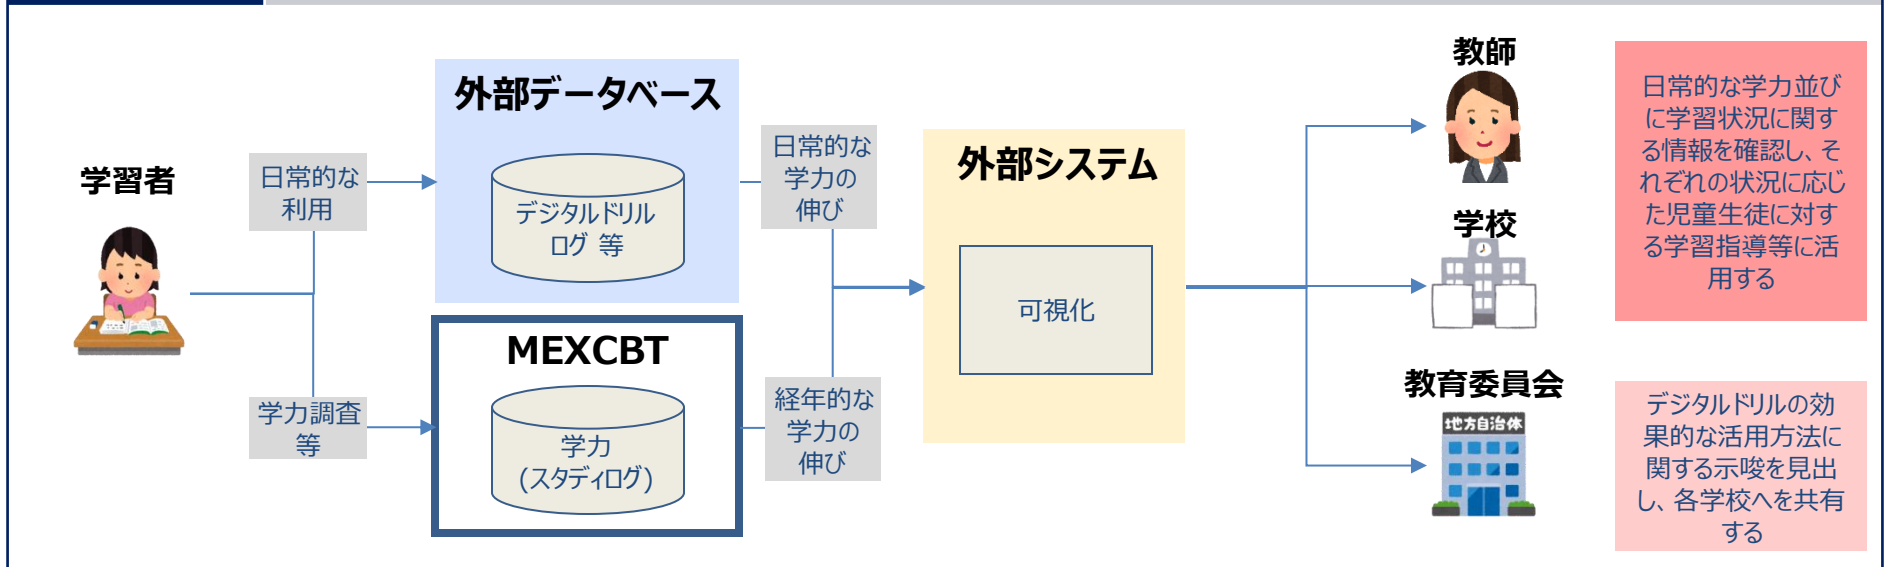 学習者
日常的な
利用
学力調査
等
外部データベース
デジタルドリル
ログ 等
MEXCBT
学力
(スタディログ)
日常的な
学力の
伸び
経年的な
学力の
伸び
外部システム
可視化
教師
学校
教育委員会
地方自治体
日常的な学力並び
に学習状況に関す
る情報を確認し、そ
れぞれの状況に応じ
た児童生徒に対す
る学習指導等に活
用する
デジタルドリルの効
果的な活用方法に
関する示唆を見出
し、各学校へを共有
する